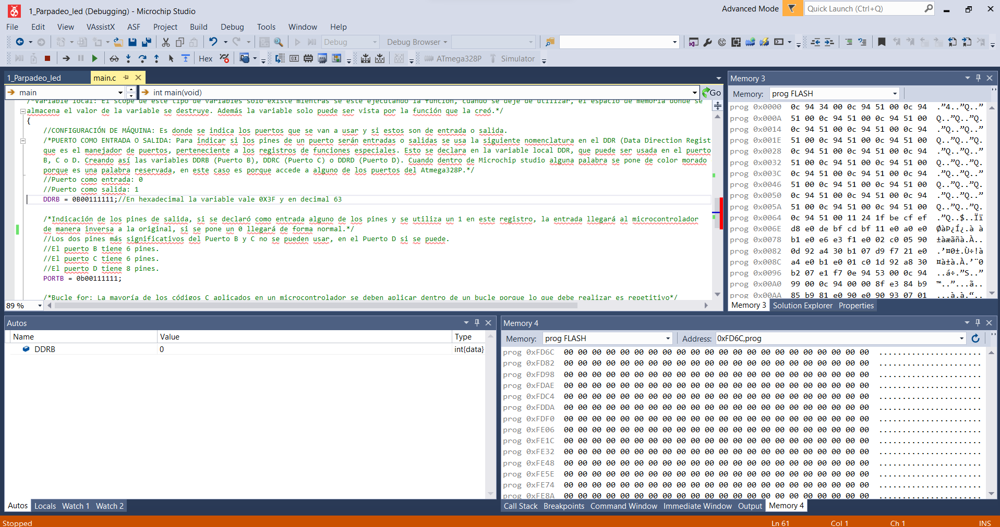 1_Parpadeo_led (Debugging) - Microchip Studio
Advanced Mode
Quick Launch (Ctrl+Q)
File Edit View VAssistX ASF Project Build Debug Tools Window Help
Debug
Debug Browser
Hex
ATmega328P
Simulator
1_Parpadeo_led
main.c
main
int main(void)
Go
/*Variable local: El scope de este tipo de variables solo existe mientras se esté ejecutando la función, cuando se deje de utilizar, el espacio de memoria donde se
almacena el valor de la variable se destruye. Además la variable solo puede ser vista por la función que la creó.*/
{
//CONFIGURACIÓN DE MÁQUINA: Es donde se indica los puertos que se van a usar y si estos son de entrada o salida.
/*PUERTO COMO ENTRADA O SALIDA: Para indicar si los pines de un puerto serán entradas o salidas se usa la siguiente nomenclatura en el DDR (Data Direction Regist
que es el manejador de puertos, perteneciente a los registros de funciones especiales. Esto se declara en la variable local DDR, que puede ser usada en el puerto
B, C o D. Creando así las variables DDRB (Puerto B), DDRC (Puerto C) o DDRD (Puerto D). Cuando dentro de Microchip studio alguna palabra se pone de color morado
porque es una palabra reservada, en este caso es porque accede a alguno de los puertos del Atmega328P.*/
//Puerto como entrada: 0
//Puerto como salida: 1
DDRB = 0B00111111;//En hexadecimal la variable vale 0X3F y en decimal 63
/*Indicación de los pines de salida, si se declaró como entrada alguno de los pines y se utiliza un 1 en este registro, la entrada llegará al microcontrolador
de manera inversa a la original, si se pone un 0 llegará de forma normal.*/
//Los dos pines más significativos del Puerto B y C no se pueden usar, en el Puerto D si se puede.
//El puerto B tiene 6 pines.
//El puerto C tiene 6 pines.
//El puerto D tiene 8 pines.
PORTB = 0b00111111;
/*Bucle for: La mayoría de los códigos C aplicados en un microcontrolador se deben aplicar dentro de un bucle porque lo que debe realizar es repetitivo*/
89 %
Memory 3
Memory: prog FLASH
prog 0x0000 0c 94 34 00 0c 94 51 00 0c 94 .”4..”Q..”
prog 0x000A 51 00 0c 94 51 00 0c 94 51 00 Q..”Q..”Q.
prog 0x0014 0c 94 51 00 0c 94 51 00 0c 94 .”Q..”Q..”
prog 0x001E 51 00 0c 94 51 00 0c 94 51 00 Q..”Q..”Q.
prog 0x0028 0c 94 51 00 0c 94 51 00 0c 94 .”Q..”Q..”
prog 0x0032 51 00 0c 94 51 00 0c 94 51 00 Q..”Q..”Q.
prog 0x003C 0c 94 51 00 0c 94 51 00 0c 94 .”Q..”Q..”
prog 0x0046 51 00 0c 94 51 00 0c 94 51 00 Q..”Q..”Q.
prog 0x0050 0c 94 51 00 0c 94 51 00 0c 94 .”Q..”Q..”
prog 0x005A 51 00 0c 94 51 00 0c 94 51 00 Q..”Q..”Q.
prog 0x0064 0c 94 51 00 11 24 1f be cf ef .”Q..$..Ïï
prog 0x006E d8 e0 de bf cd bf 11 e0 a0 e0 ØàÞ¿Í¿.à à
prog 0x0078 b1 e0 e6 e3 f1 e0 02 c0 05 90 ±àæãñà.À..
prog 0x0082 0d 92 a4 30 b1 07 d9 f7 21 e0 .’¤0±.Ù÷!à
prog 0x008C a4 e0 b1 e0 01 c0 1d 92 a8 30 ¤à±à.À.’¨0
prog 0x0096 b2 07 e1 f7 0e 94 53 00 0c 94 ..á÷.”S..”
prog 0x00A0 99 00 0c 94 00 00 8f e3 84 b9 ™..”...ã..
prog 0x00AA 85 b9 81 e0 90 e0 90 93 07 01 ...à.à.“..
Memory 3 Solution Explorer Properties
Autos
Name Value Type
DDRB 0 int{data}
Autos Locals Watch 1 Watch 2
Memory 4
Memory: prog FLASH Address: 0xFD6C,prog
prog 0xFD6C 00 00 00 00 00 00 00 00 00 00 00 00 00 00 00 00 00 00 00 00 00 00 ......................
prog 0xFD82 00 00 00 00 00 00 00 00 00 00 00 00 00 00 00 00 00 00 00 00 00 00 ......................
prog 0xFD98 00 00 00 00 00 00 00 00 00 00 00 00 00 00 00 00 00 00 00 00 00 00 ......................
prog 0xFDAE 00 00 00 00 00 00 00 00 00 00 00 00 00 00 00 00 00 00 00 00 00 00 ......................
prog 0xFDC4 00 00 00 00 00 00 00 00 00 00 00 00 00 00 00 00 00 00 00 00 00 00 ......................
prog 0xFDDA 00 00 00 00 00 00 00 00 00 00 00 00 00 00 00 00 00 00 00 00 00 00 ......................
prog 0xFDF0 00 00 00 00 00 00 00 00 00 00 00 00 00 00 00 00 00 00 00 00 00 00 ......................
prog 0xFE06 00 00 00 00 00 00 00 00 00 00 00 00 00 00 00 00 00 00 00 00 00 00 ......................
prog 0xFE1C 00 00 00 00 00 00 00 00 00 00 00 00 00 00 00 00 00 00 00 00 00 00 ......................
prog 0xFE32 00 00 00 00 00 00 00 00 00 00 00 00 00 00 00 00 00 00 00 00 00 00 ......................
prog 0xFE48 00 00 00 00 00 00 00 00 00 00 00 00 00 00 00 00 00 00 00 00 00 00 ......................
prog 0xFE5E 00 00 00 00 00 00 00 00 00 00 00 00 00 00 00 00 00 00 00 00 00 00 ......................
prog 0xFE74 00 00 00 00 00 00 00 00 00 00 00 00 00 00 00 00 00 00 00 00 00 00 ......................
prog 0xFE8A 00 00 00 00 00 00 00 00 00 00 00 00 00 00 00 00 00 00 00 00 00 00 ......................
Call Stack Breakpoints Command Window Immediate Window Output Memory 4
Stopped
Ln 61 Col 1 Ch 1 INS